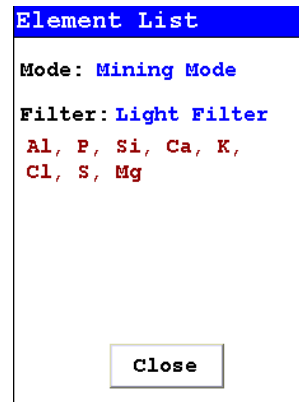 Element List
Mode: Mining Mode
Filter: Light Filter
Al, P, Si, Ca, K,
Cl, S, Mg
Close